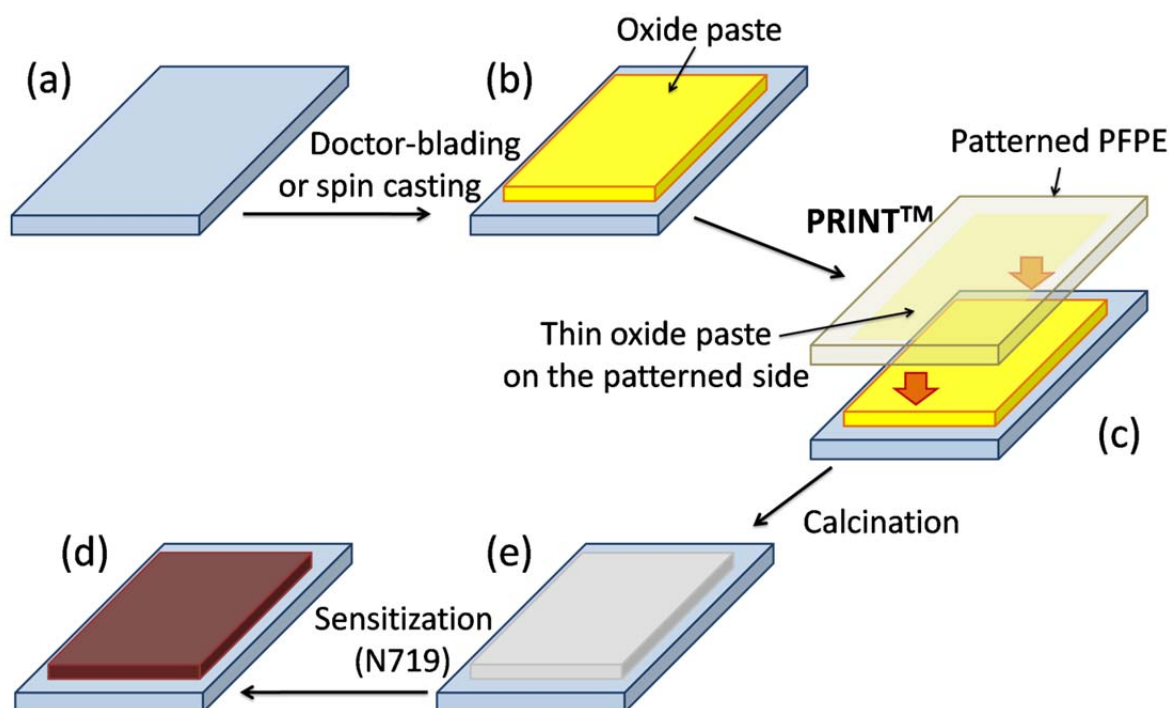 (a)
Doctor-blading
or spin casting
(b)
Oxide paste
PRINT™
Patterned PFPE
Thin oxide paste
on the patterned side
(c)
Calcination
(d)
Sensitization
(N719)
(e)